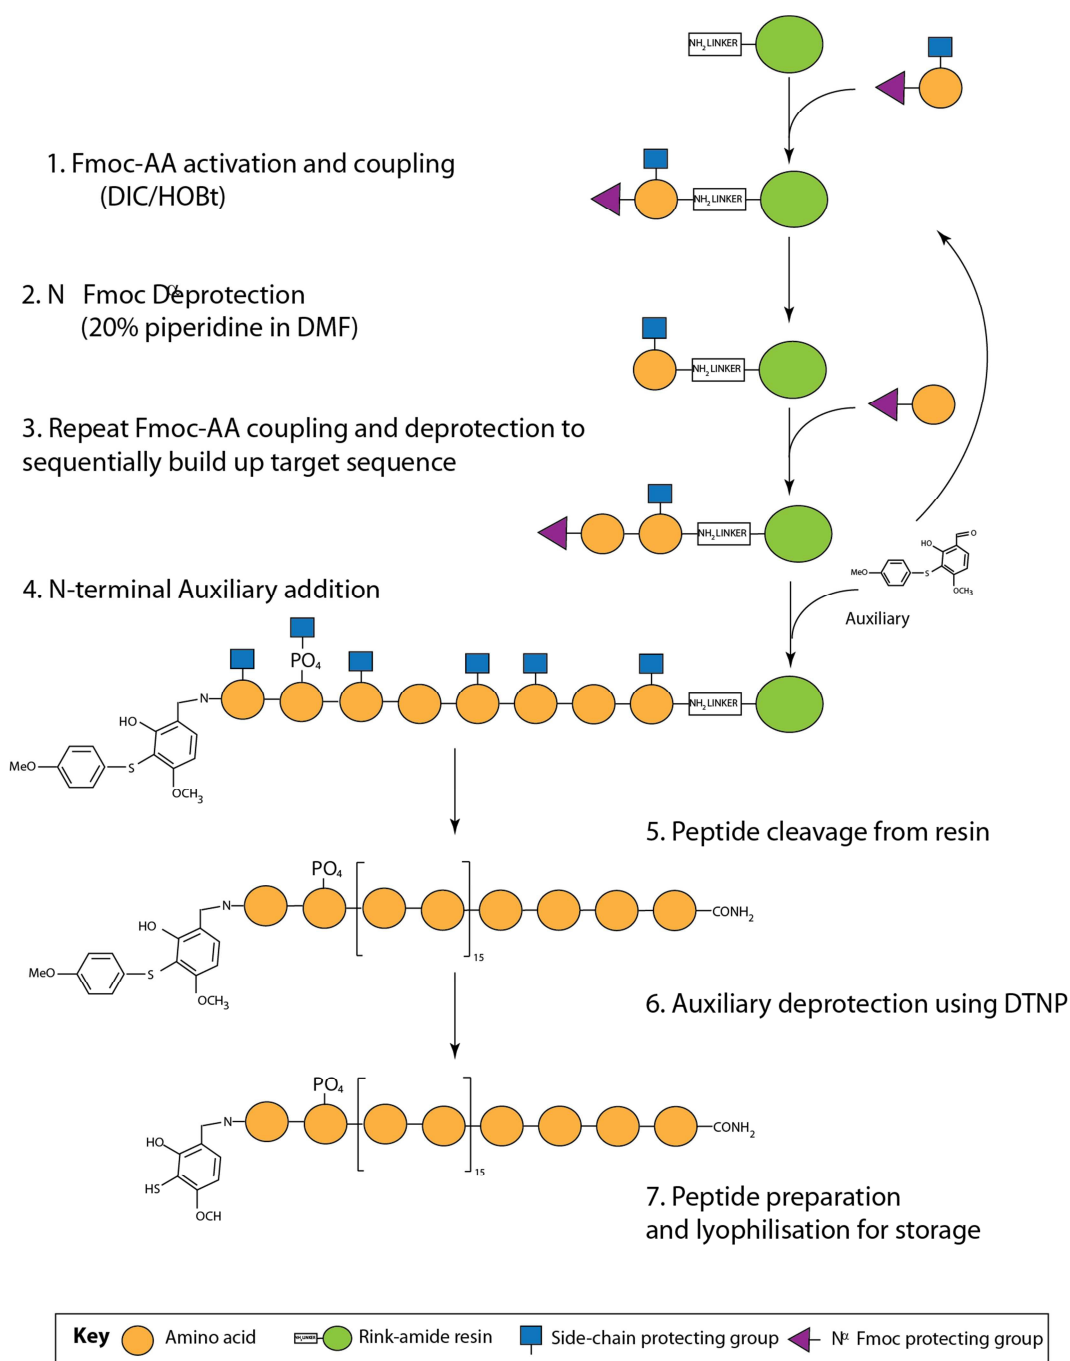 NH2 LINKER
1. Fmoc-AA activation and coupling
(DIC/HOBt)
NH2 LINKER
2. N α Fmoc Deprotection
(20% piperidine in DMF)
NH2 LINKER
3. Repeat Fmoc-AA coupling and deprotection to
sequentially build up target sequence
NH2 LINKER
HO
O
MeO
S
OCH3
Auxiliary
4. N-terminal Auxiliary addition
PO4
N
NH2 LINKER
HO
MeO
S
OCH3
5. Peptide cleavage from resin
PO4
N
CONH2
HO
15
MeO
S
OCH3
6. Auxiliary deprotection using DTNP
PO4
N
CONH2
HO
15
HS
OCH
7. Peptide preparation
and lyophilisation for storage
Key Amino acid NH2 LINKER Rink-amide resin Side-chain protecting group Nα Fmoc protecting group